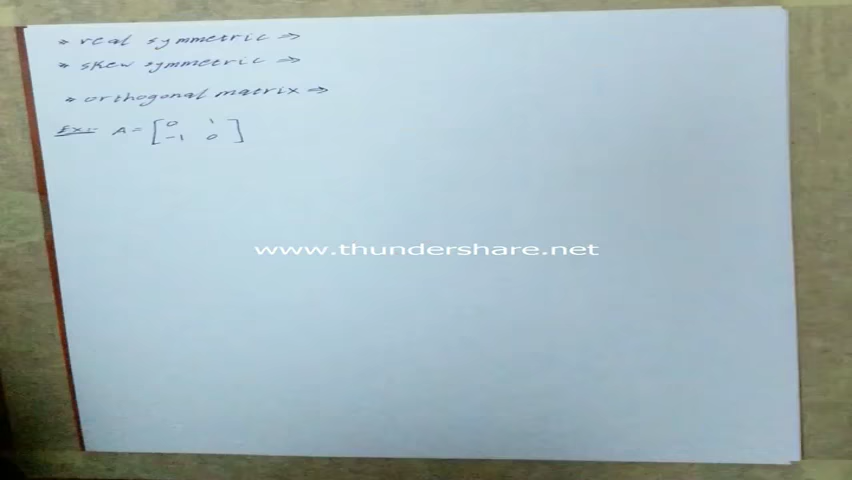 * real symmetric ⇒
* skew symmetric ⇒
* orthogonal matrix ⇒
Ex:- A = [ 0 1
-1 0 ]
www.thundershare.net